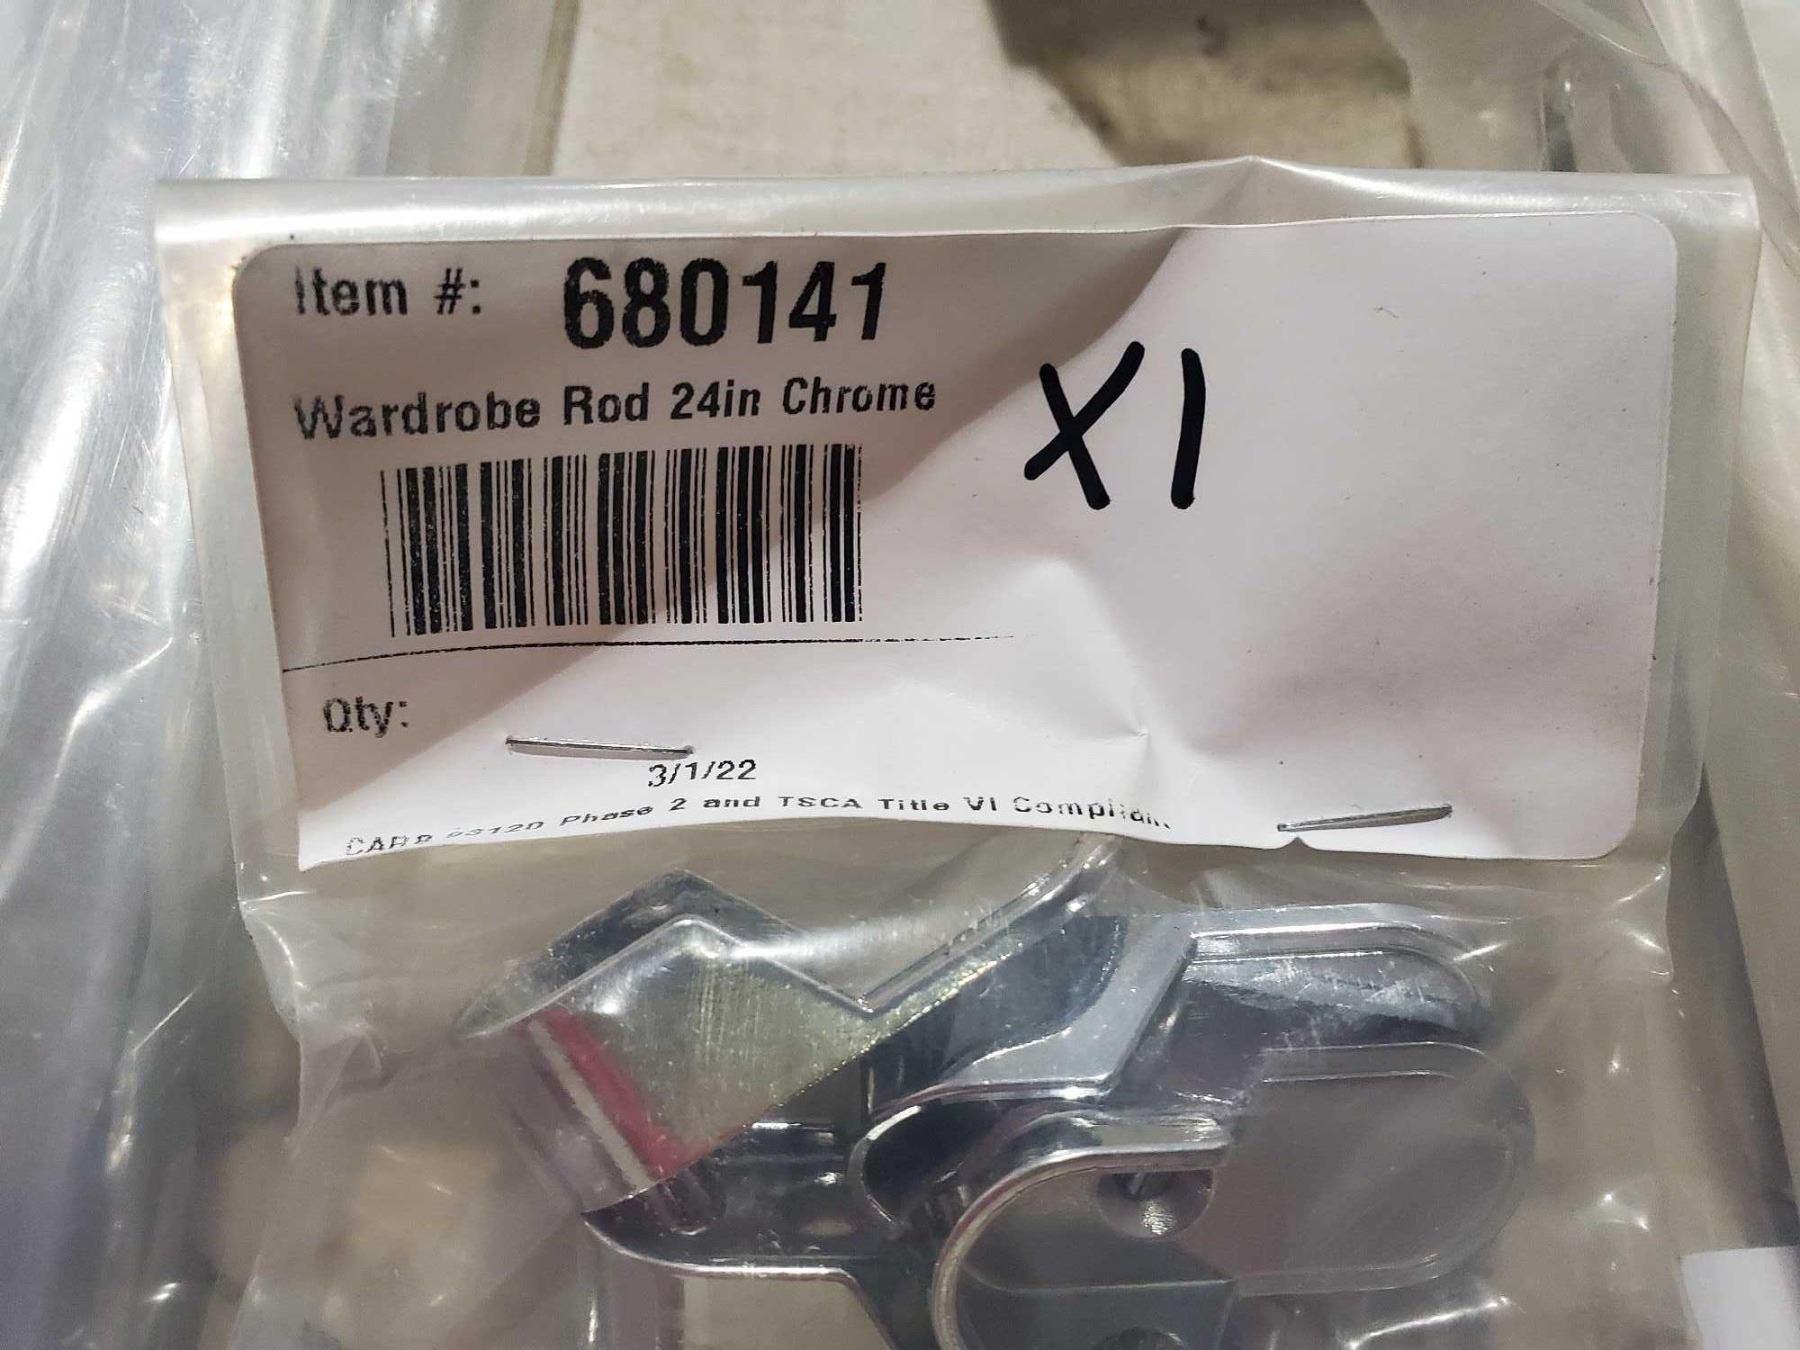 Item #: 680141
Wardrobe Rod 24in Chrome
X1
Qty:
3/1/22
Phase 2 and TSCA Title VI